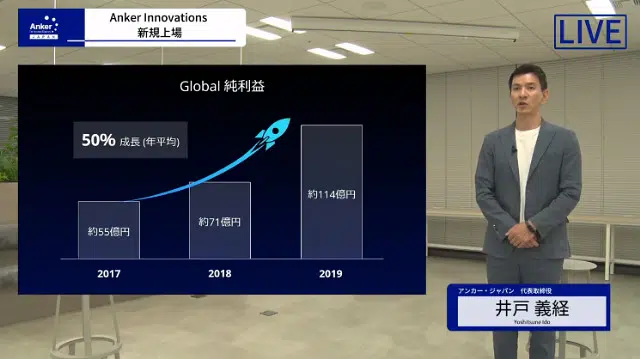 Anker
Innovations
JAPAN
Anker Innovations
新規上場
LIVE
Global 純利益
50% 成長 (年平均)
約55億円
約71億円
約114億円
2017
2018
2019
アンカー・ジャパン 代表取締役
井戸 義経
Yoshitsune Ido